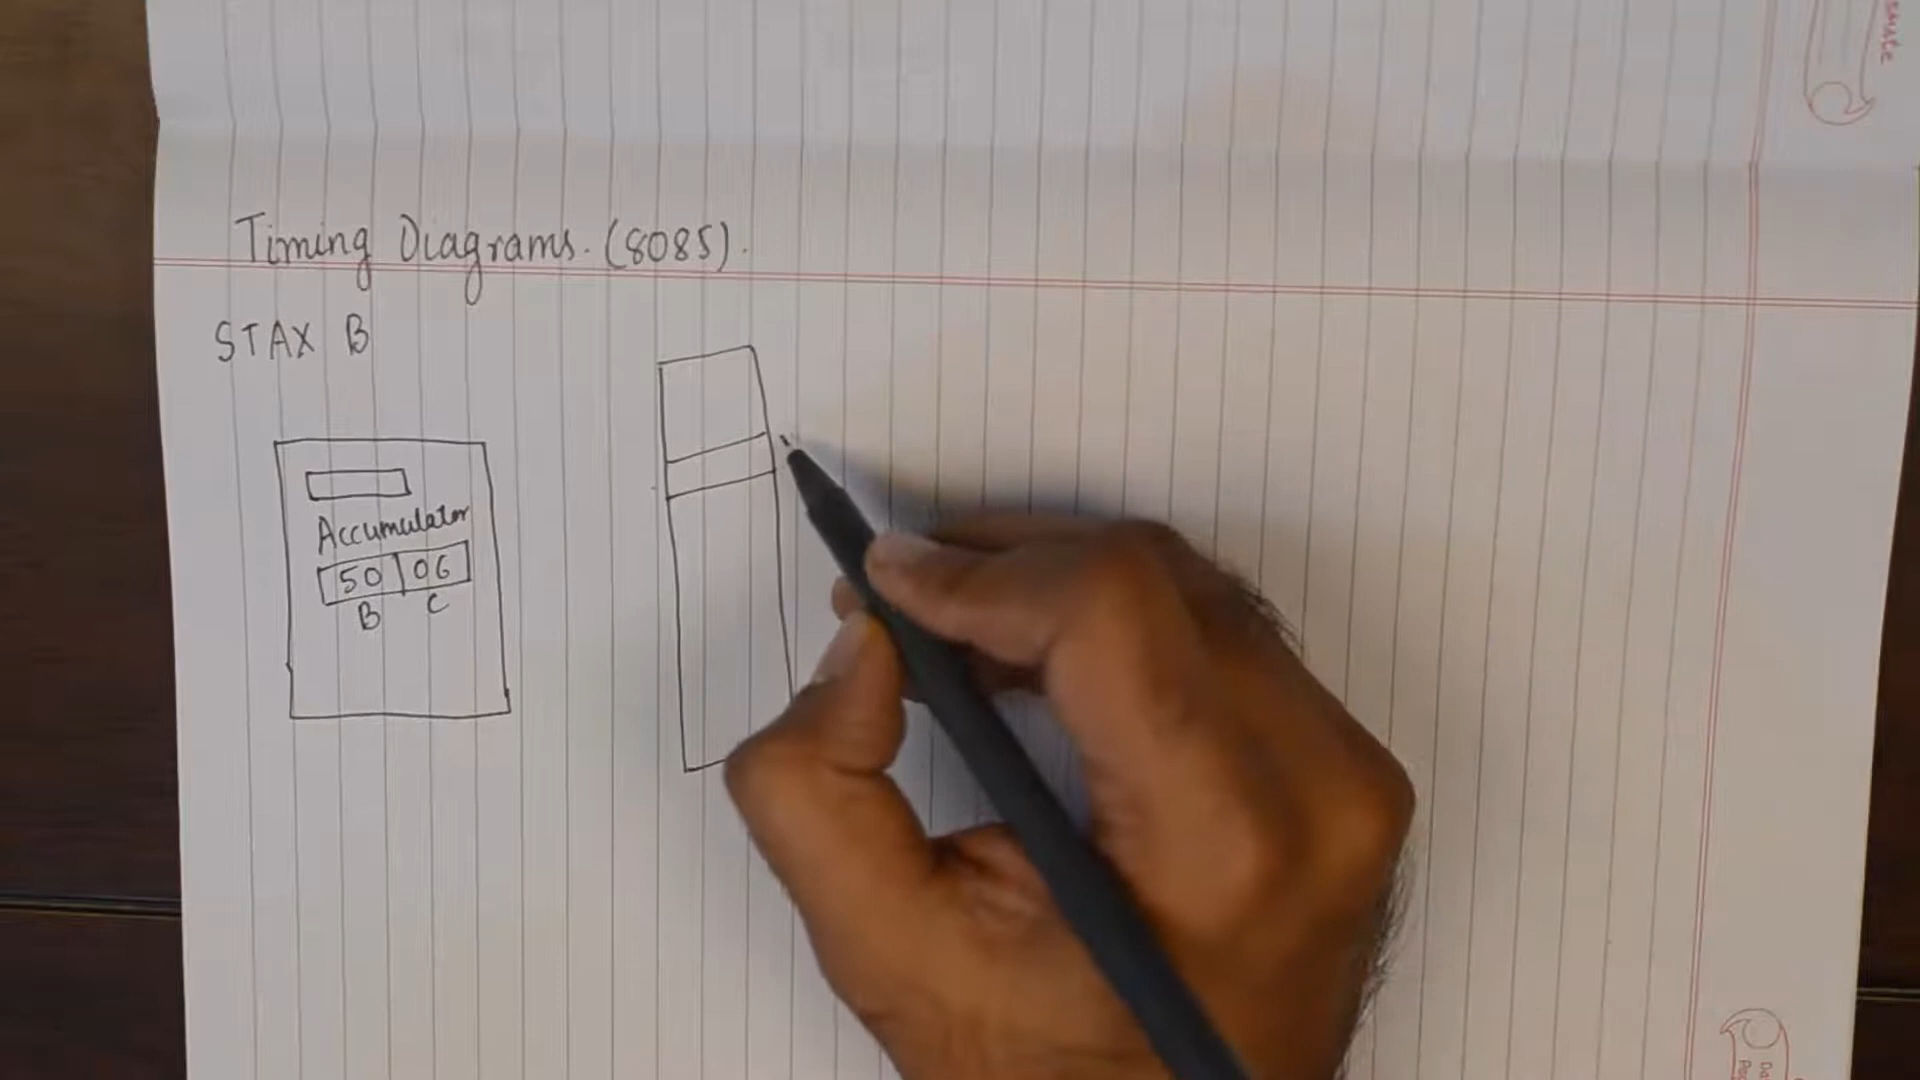 Timing Diagrams. (8085).
STAX B
Accumulator
50 06
B C